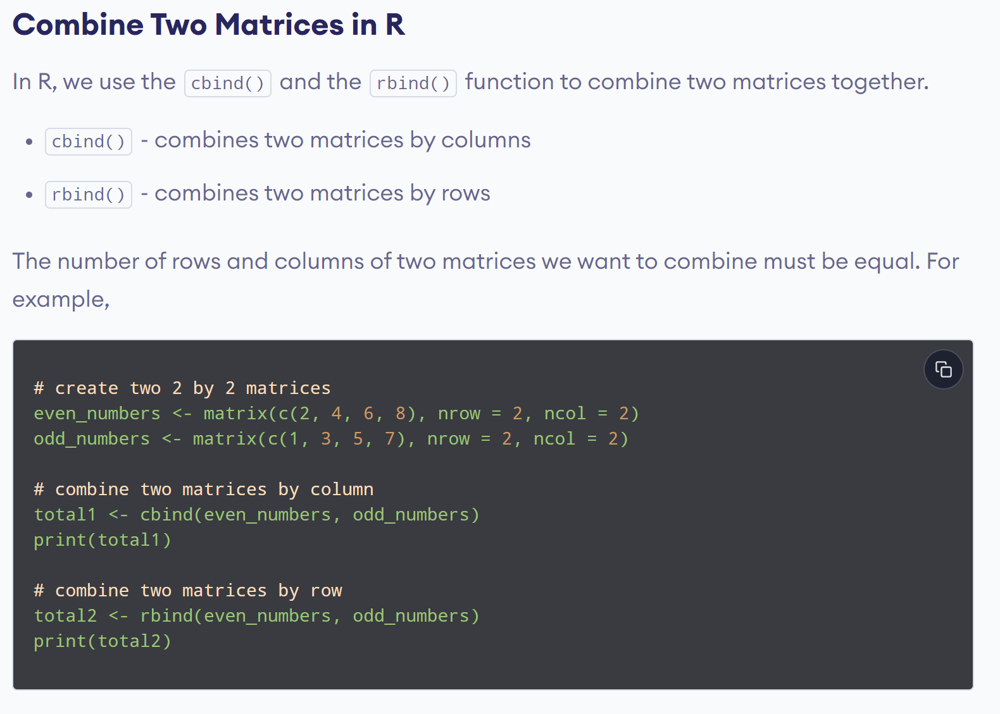 Combine Two Matrices in R
In R, we use the cbind() and the rbind() function to combine two matrices together.
• cbind() - combines two matrices by columns
• rbind() - combines two matrices by rows
The number of rows and columns of two matrices we want to combine must be equal. For
example,
# create two 2 by 2 matrices
even_numbers <- matrix(c(2, 4, 6, 8), nrow = 2, ncol = 2)
odd_numbers <- matrix(c(1, 3, 5, 7), nrow = 2, ncol = 2)
# combine two matrices by column
total1 <- cbind(even_numbers, odd_numbers)
print(total1)
# combine two matrices by row
total2 <- rbind(even_numbers, odd_numbers)
print(total2)